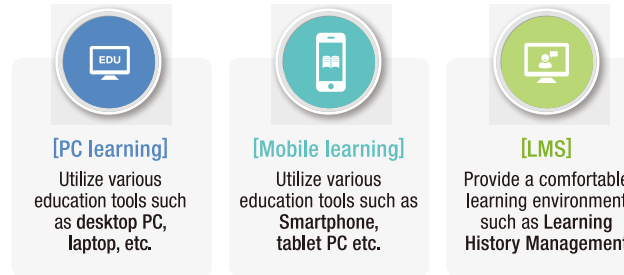 EDU
[PC learning]
Utilize various
education tools such
as desktop PC,
laptop, etc.
[Mobile learning]
Utilize various
education tools such as
Smartphone,
tablet PC etc.
[LMS]
Provide a comfortable
learning environment
such as Learning
History Management